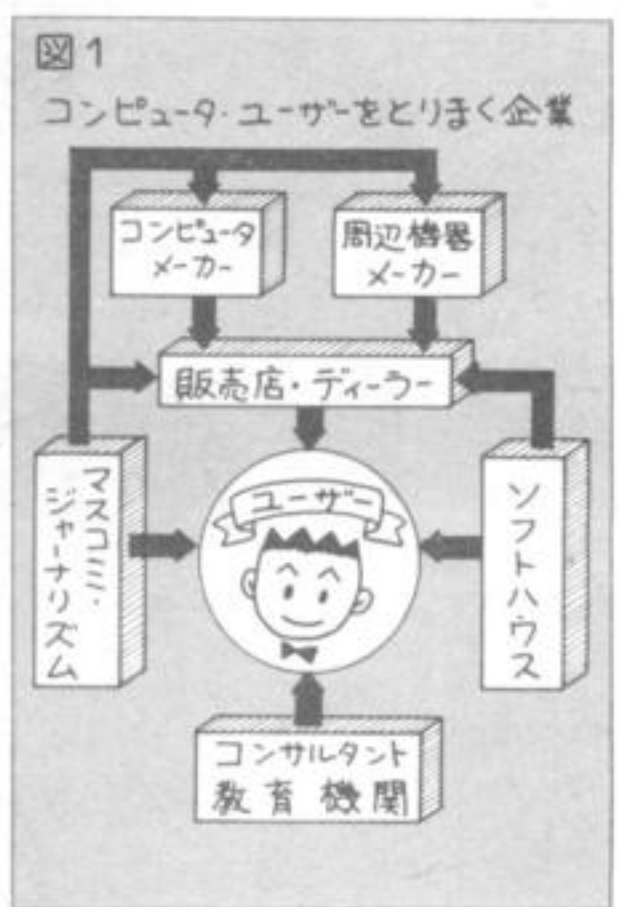 図1
コンピュータ・ユーザーをとりまく企業
コンピュータ
メーカー
周辺機器
メーカー
販売店・ディーラー
マスコミ・
ジャーナリズム
ユーザー
ソフトハウス
コンサルタント
教育機関